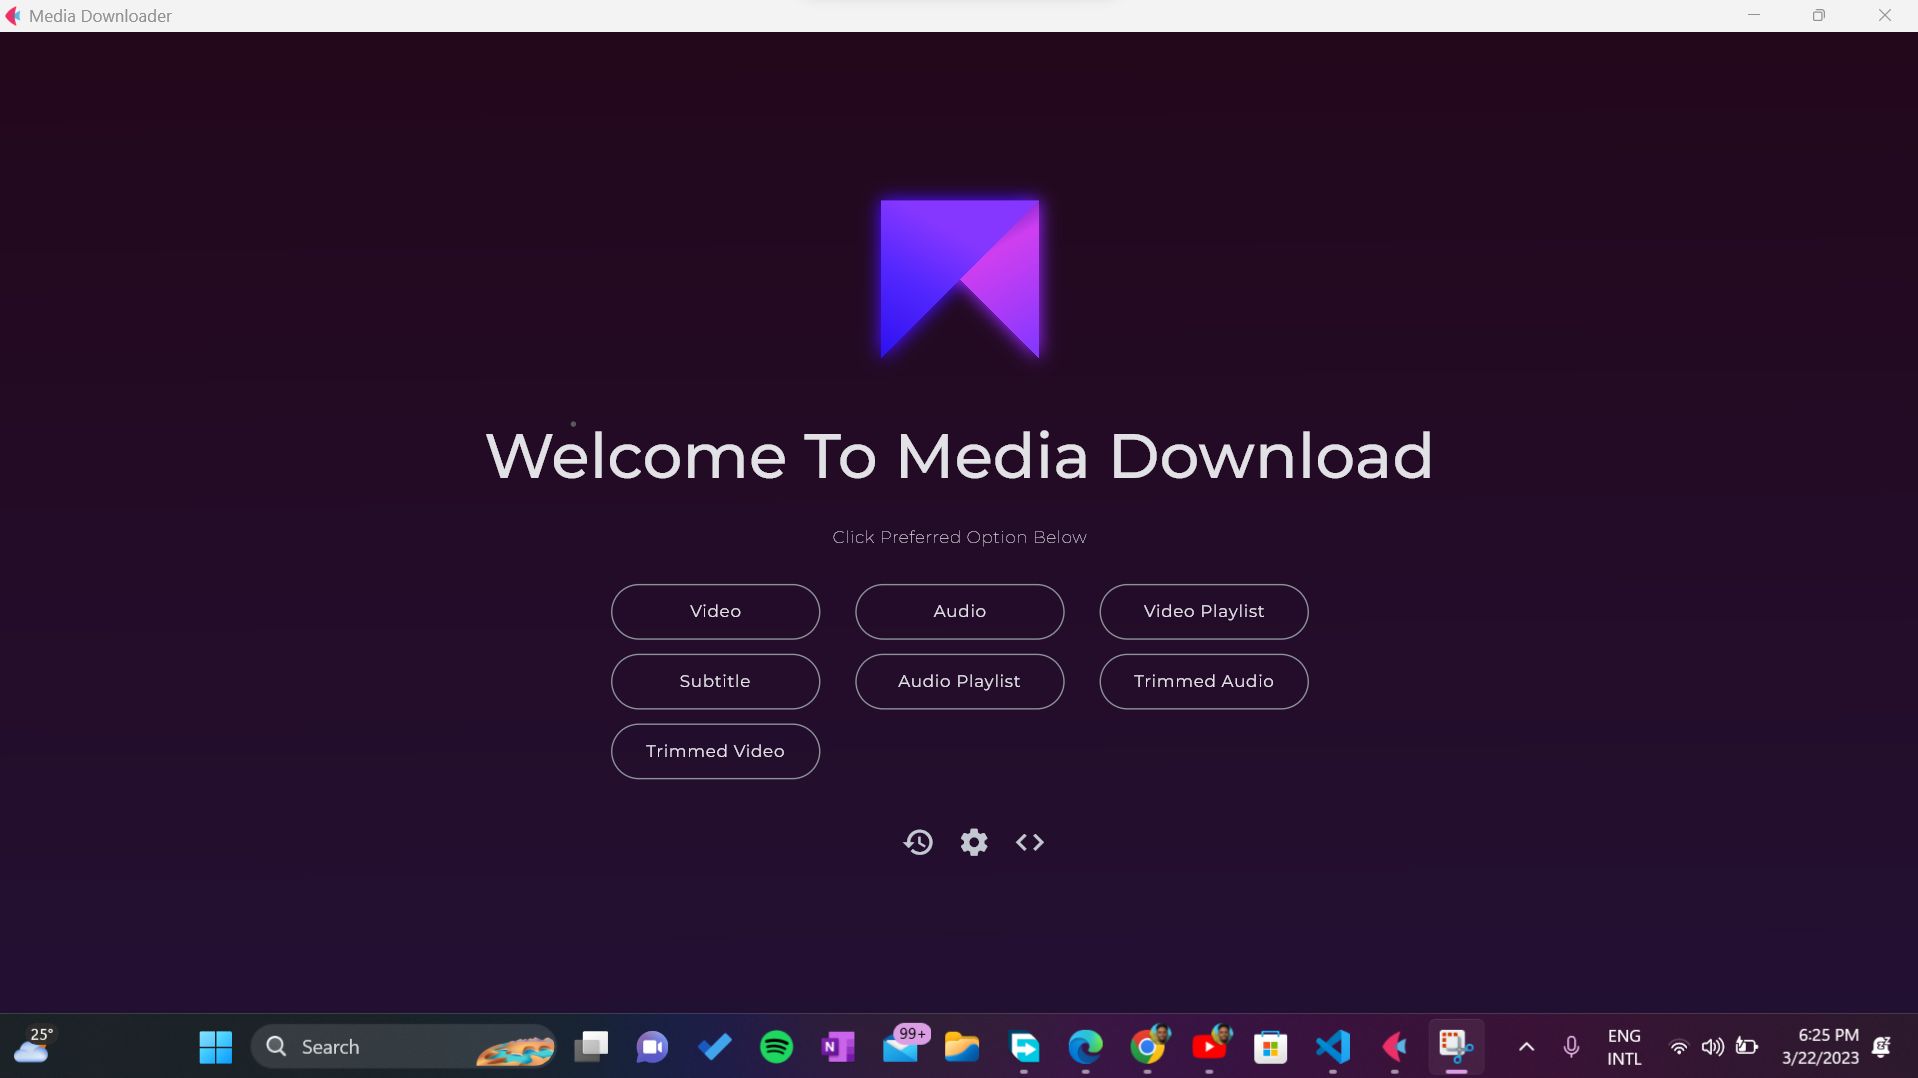 Media Downloader
Welcome To Media Download
Click Preferred Option Below
Video
Audio
Video Playlist
Subtitle
Audio Playlist
Trimmed Audio
Trimmed Video
25°
Search
N
99+
ENG
INTL
6:25 PM
3/22/2023